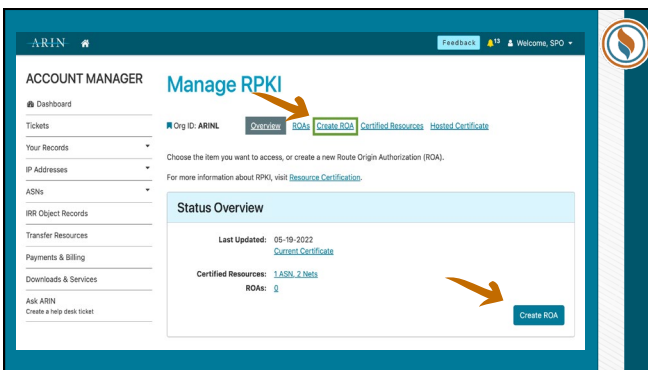 ARIN
Feedback 13 Welcome, SPO
ACCOUNT MANAGER
Dashboard
Tickets
Your Records
IP Addresses
ASNs
IRR Object Records
Transfer Resources
Payments & Billing
Downloads & Services
Ask ARIN
Create a help desk ticket
Manage RPKI
Org ID: ARINL Overview ROAs Create ROA Certified Resources Hosted Certificate
Choose the item you want to access, or create a new Route Origin Authorization (ROA).
For more information about RPKI, visit Resource Certification.
Status Overview
Last Updated: 05-19-2022
Current Certificate
Certified Resources: 1 ASN, 2 Nets
ROAs: 0
Create ROA